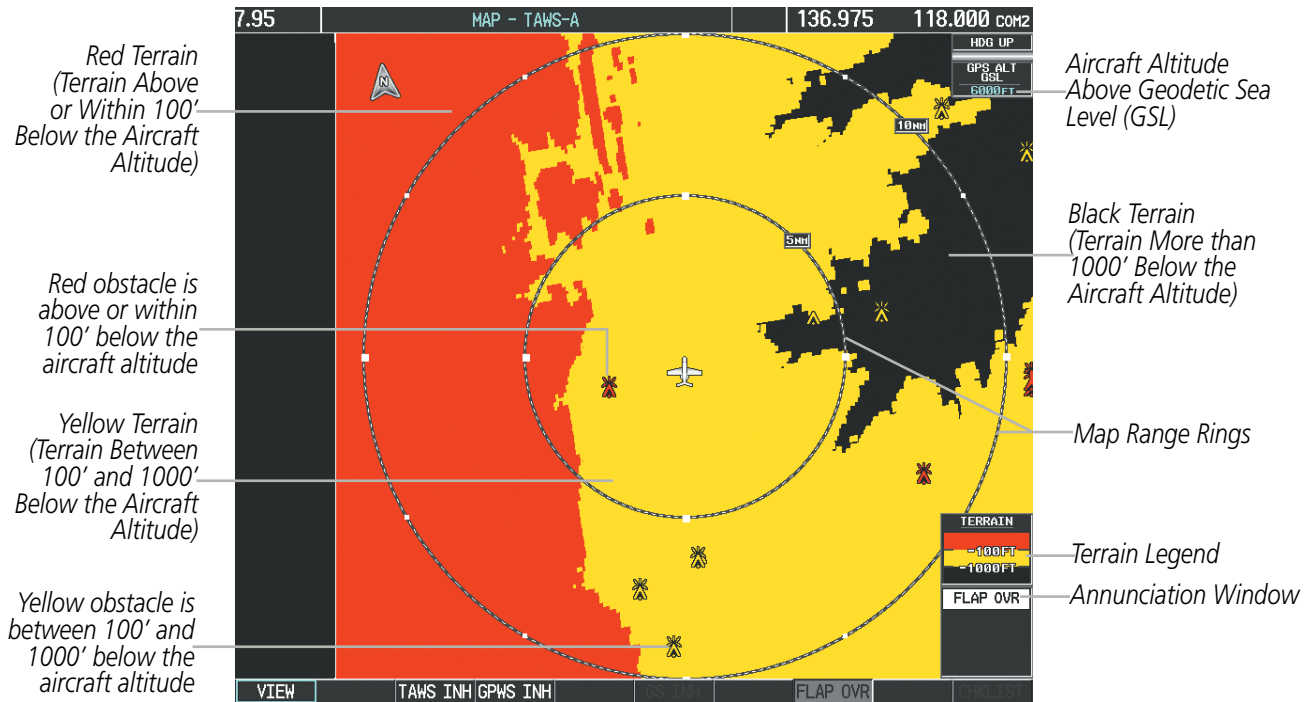 7.95 MAP - TAWS-A 136.975 118.000 COM2
HDG UP
GPS ALT
GSL
6000FT
Red Terrain
(Terrain Above
or Within 100'
Below the Aircraft
Altitude)
Aircraft Altitude
Above Geodetic Sea
Level (GSL)
N
10NM
5NM
Black Terrain
(Terrain More than
1000' Below the
Aircraft Altitude)
Red obstacle is
above or within
100' below the
aircraft altitude
Yellow Terrain
(Terrain Between
100' and 1000'
Below the Aircraft
Altitude)
Map Range Rings
TERRAIN
-100FT
-1000FT
Terrain Legend
FLAP OVR
Annunciation Window
Yellow obstacle is
between 100' and
1000' below the
aircraft altitude
VIEW TAWS INH GPWS INH GS INH FLAP OVR CHKLIST